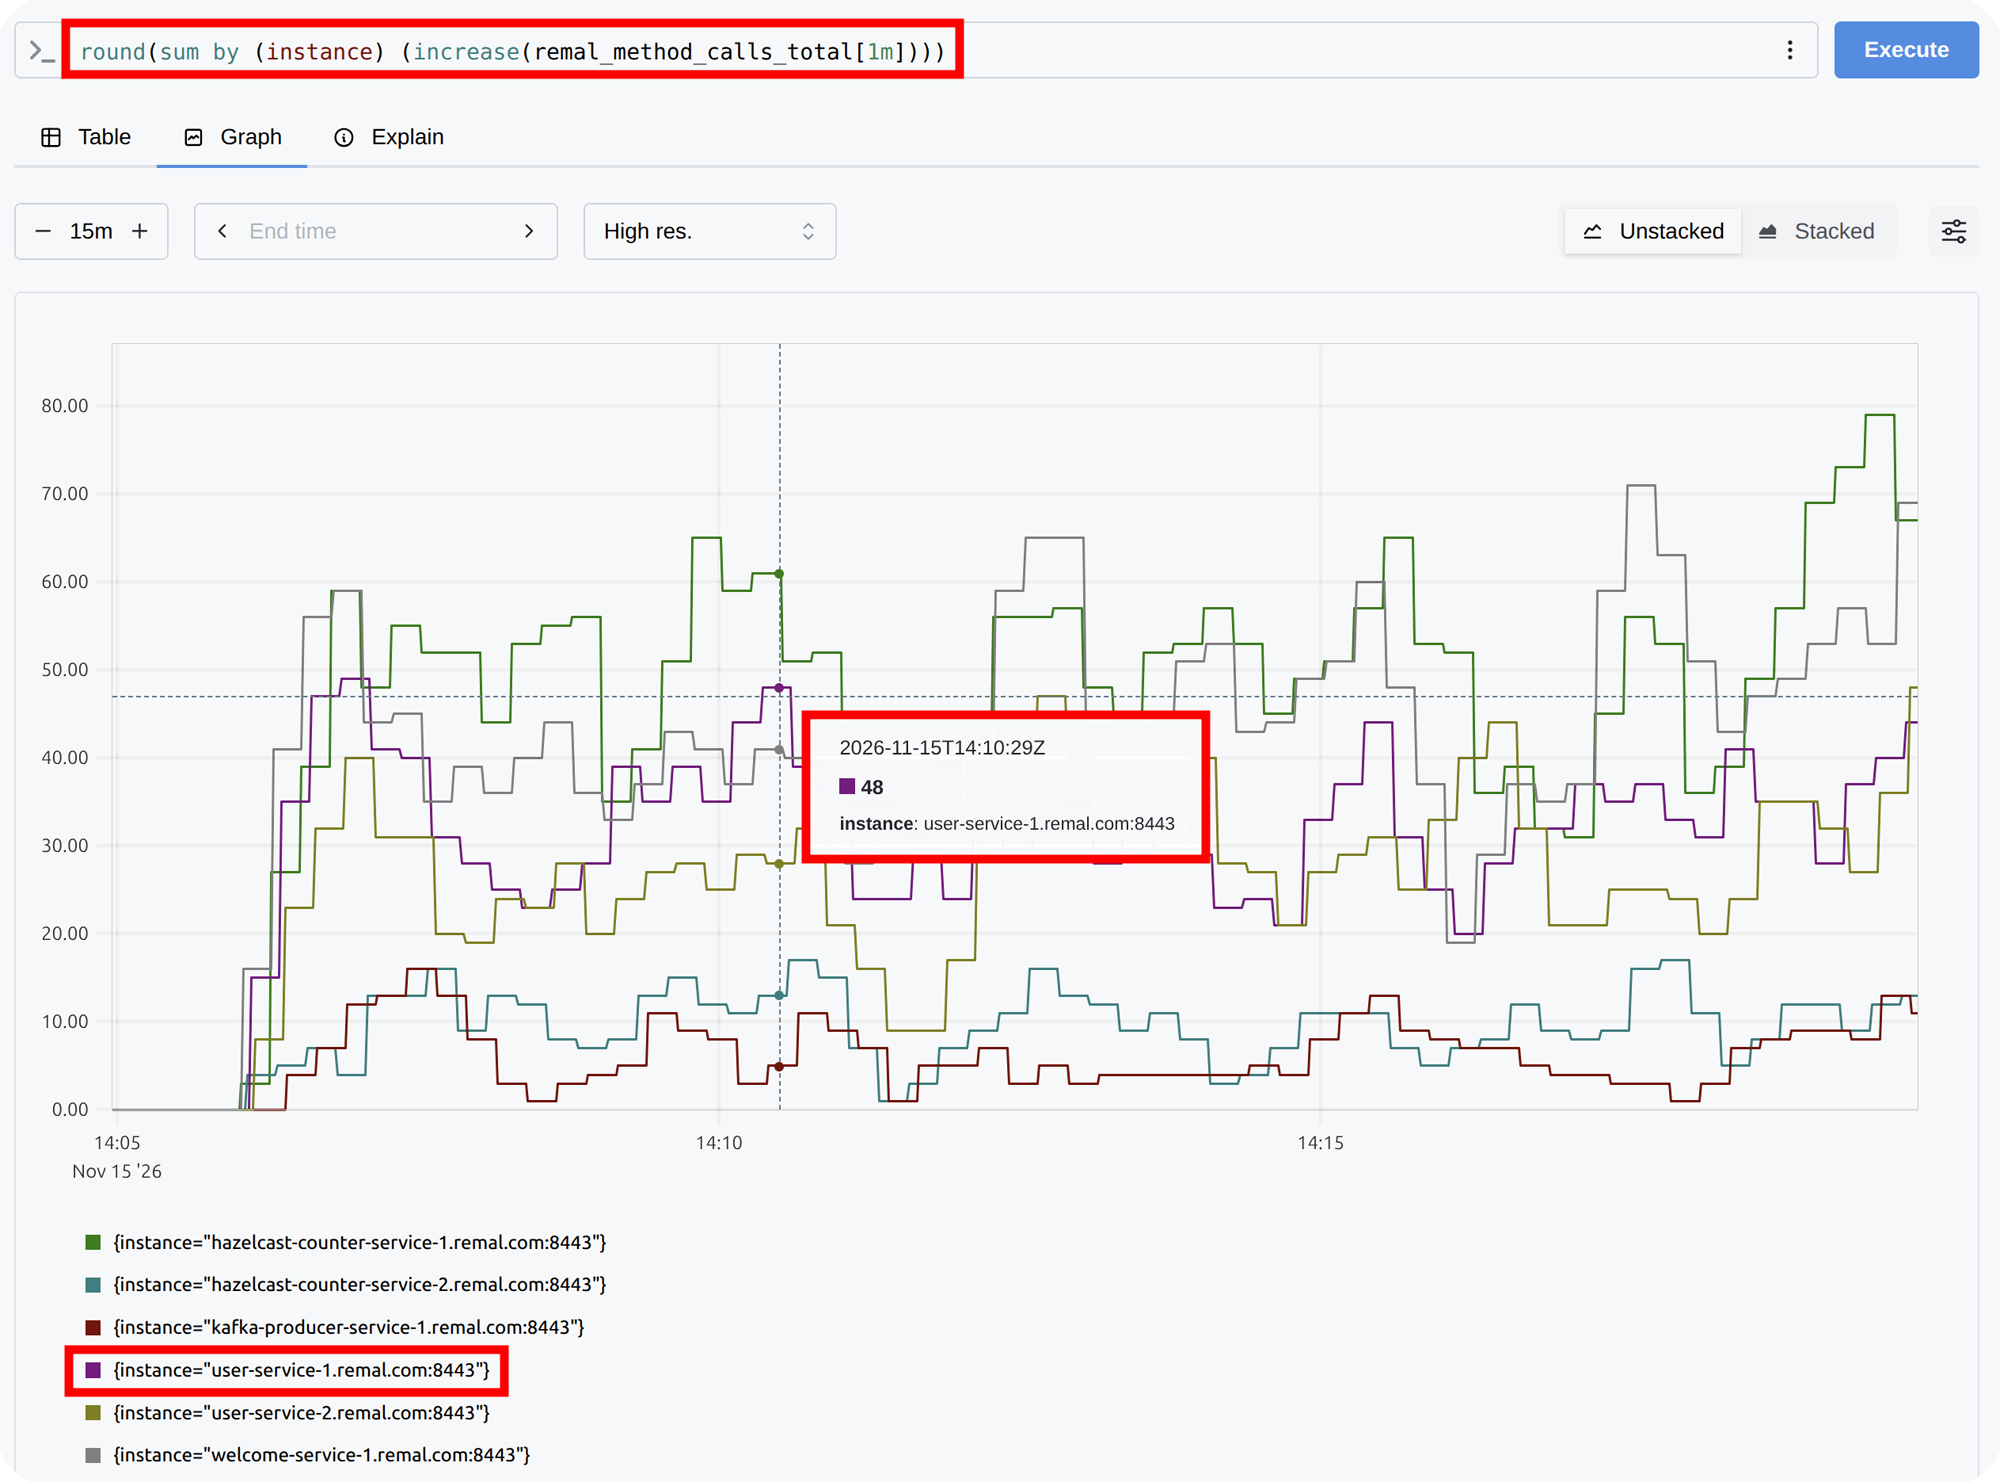 >_ round(sum by (instance) (increase(remal_method_calls_total[1m])))
Execute
Table Graph Explain
− 15m + < End time > High res. Unstacked Stacked
80.00
70.00
60.00
50.00
40.00
30.00
20.00
10.00
0.00
2026-11-15T14:10:29Z
48
instance: user-service-1.remal.com:8443
14:05 14:10 14:15
Nov 15 '26
{instance="hazelcast-counter-service-1.remal.com:8443"}
{instance="hazelcast-counter-service-2.remal.com:8443"}
{instance="kafka-producer-service-1.remal.com:8443"}
{instance="user-service-1.remal.com:8443"}
{instance="user-service-2.remal.com:8443"}
{instance="welcome-service-1.remal.com:8443"}